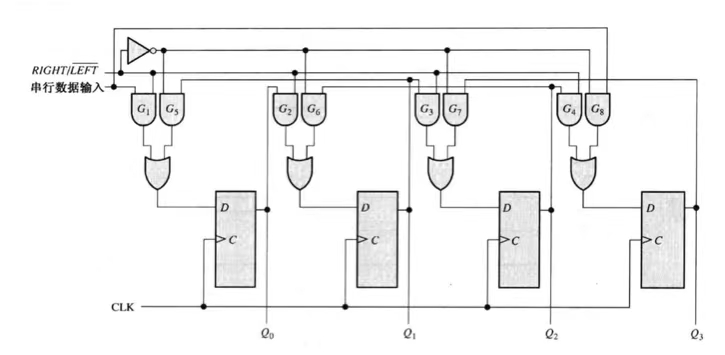 RIGHT/L̅E̅F̅T̅
串行数据输入
G₁ G₅ G₂ G₆ G₃ G₇ G₄ G₈
D D D D
C C C C
CLK
Q₀ Q₁ Q₂ Q₃